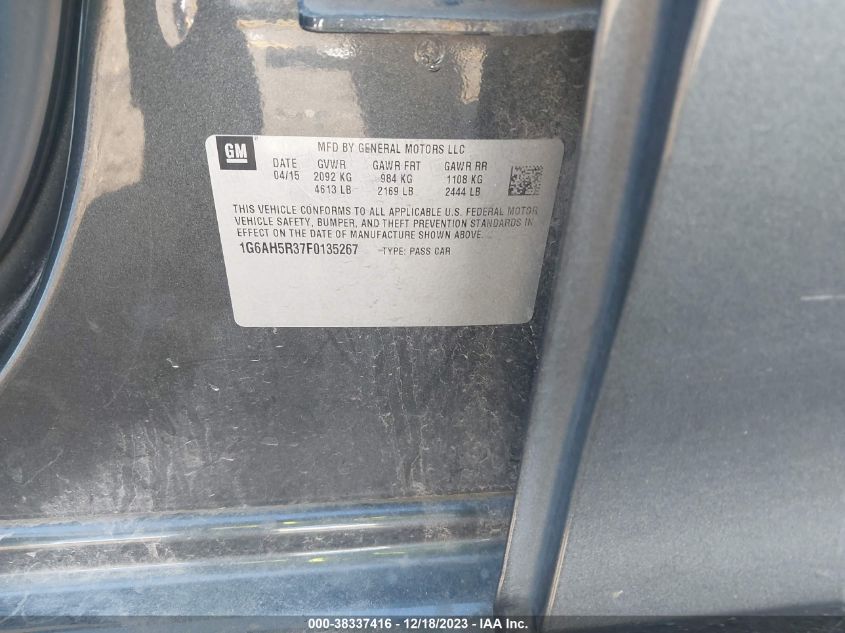 GM
MFD BY GENERAL MOTORS LLC
DATE GVWR GAWR FRT GAWR RR
04/15 2092 KG 984 KG 1108 KG
4613 LB 2169 LB 2444 LB
THIS VEHICLE CONFORMS TO ALL APPLICABLE U.S. FEDERAL MOTOR
VEHICLE SAFETY, BUMPER, AND THEFT PREVENTION STANDARDS IN
EFFECT ON THE DATE OF MANUFACTURE SHOWN ABOVE.
1G6AH5R37F0135267 TYPE: PASS CAR
000-38337416 - 12/18/2023 - IAA Inc.